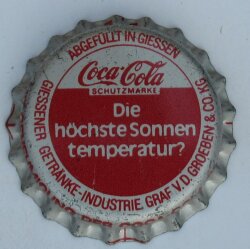 ABGEFÜLLT IN GIESSEN
Coca-Cola
SCHUTZMARKE
Die
höchste Sonnen
temperatur?
GIESSENER GETRÄNKE-INDUSTRIE GRAF V.D. GROEBEN & CO. KG